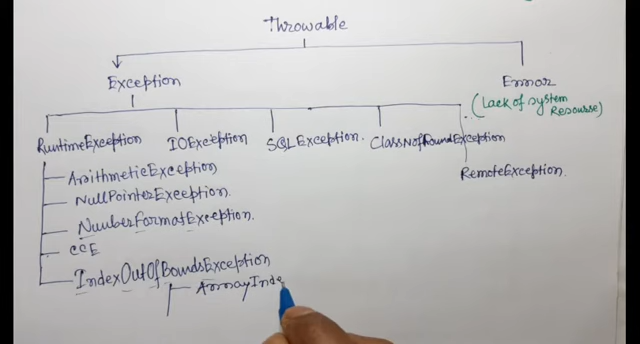 Throwable
Exception
Error
(Lack of system
Resourse)
RuntimeException
IOException
SQLException.
ClassNotFoundException
RemoteException.
ArithmeticException
NullPointerException.
NumberFormatException.
CCE
IndexOutOfBoundsException
ArrayInde